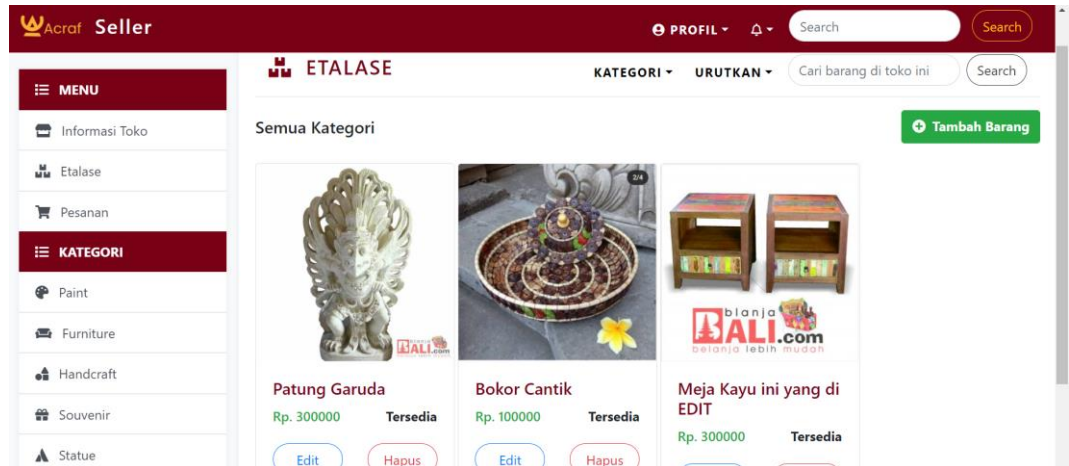 Acraf Seller
PROFIL
Search
Search
MENU
Informasi Toko
Etalase
Pesanan
KATEGORI
Paint
Furniture
Handcraft
Souvenir
Statue
ETALASE
KATEGORI
URUTKAN
Cari barang di toko ini
Search
Semua Kategori
Tambah Barang
blanja
BALI.com
2/4
blanja
BALI.com
belanja lebih mudah
Patung Garuda
Rp. 300000 Tersedia
Edit Hapus
Bokor Cantik
Rp. 100000 Tersedia
Edit Hapus
Meja Kayu ini yang di
EDIT
Rp. 300000 Tersedia